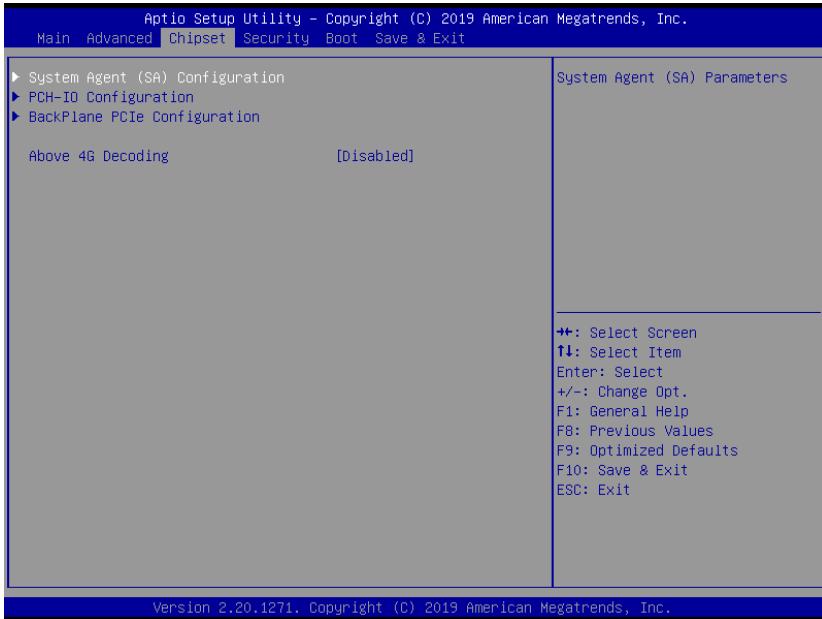 Aptio Setup Utility – Copyright (C) 2019 American Megatrends, Inc.
Main Advanced Chipset Security Boot Save & Exit
▶ System Agent (SA) Configuration
▶ PCH-IO Configuration
▶ BackPlane PCIe Configuration
Above 4G Decoding [Disabled]
System Agent (SA) Parameters
→←: Select Screen
↑↓: Select Item
Enter: Select
+/-: Change Opt.
F1: General Help
F8: Previous Values
F9: Optimized Defaults
F10: Save & Exit
ESC: Exit
Version 2.20.1271. Copyright (C) 2019 American Megatrends, Inc.